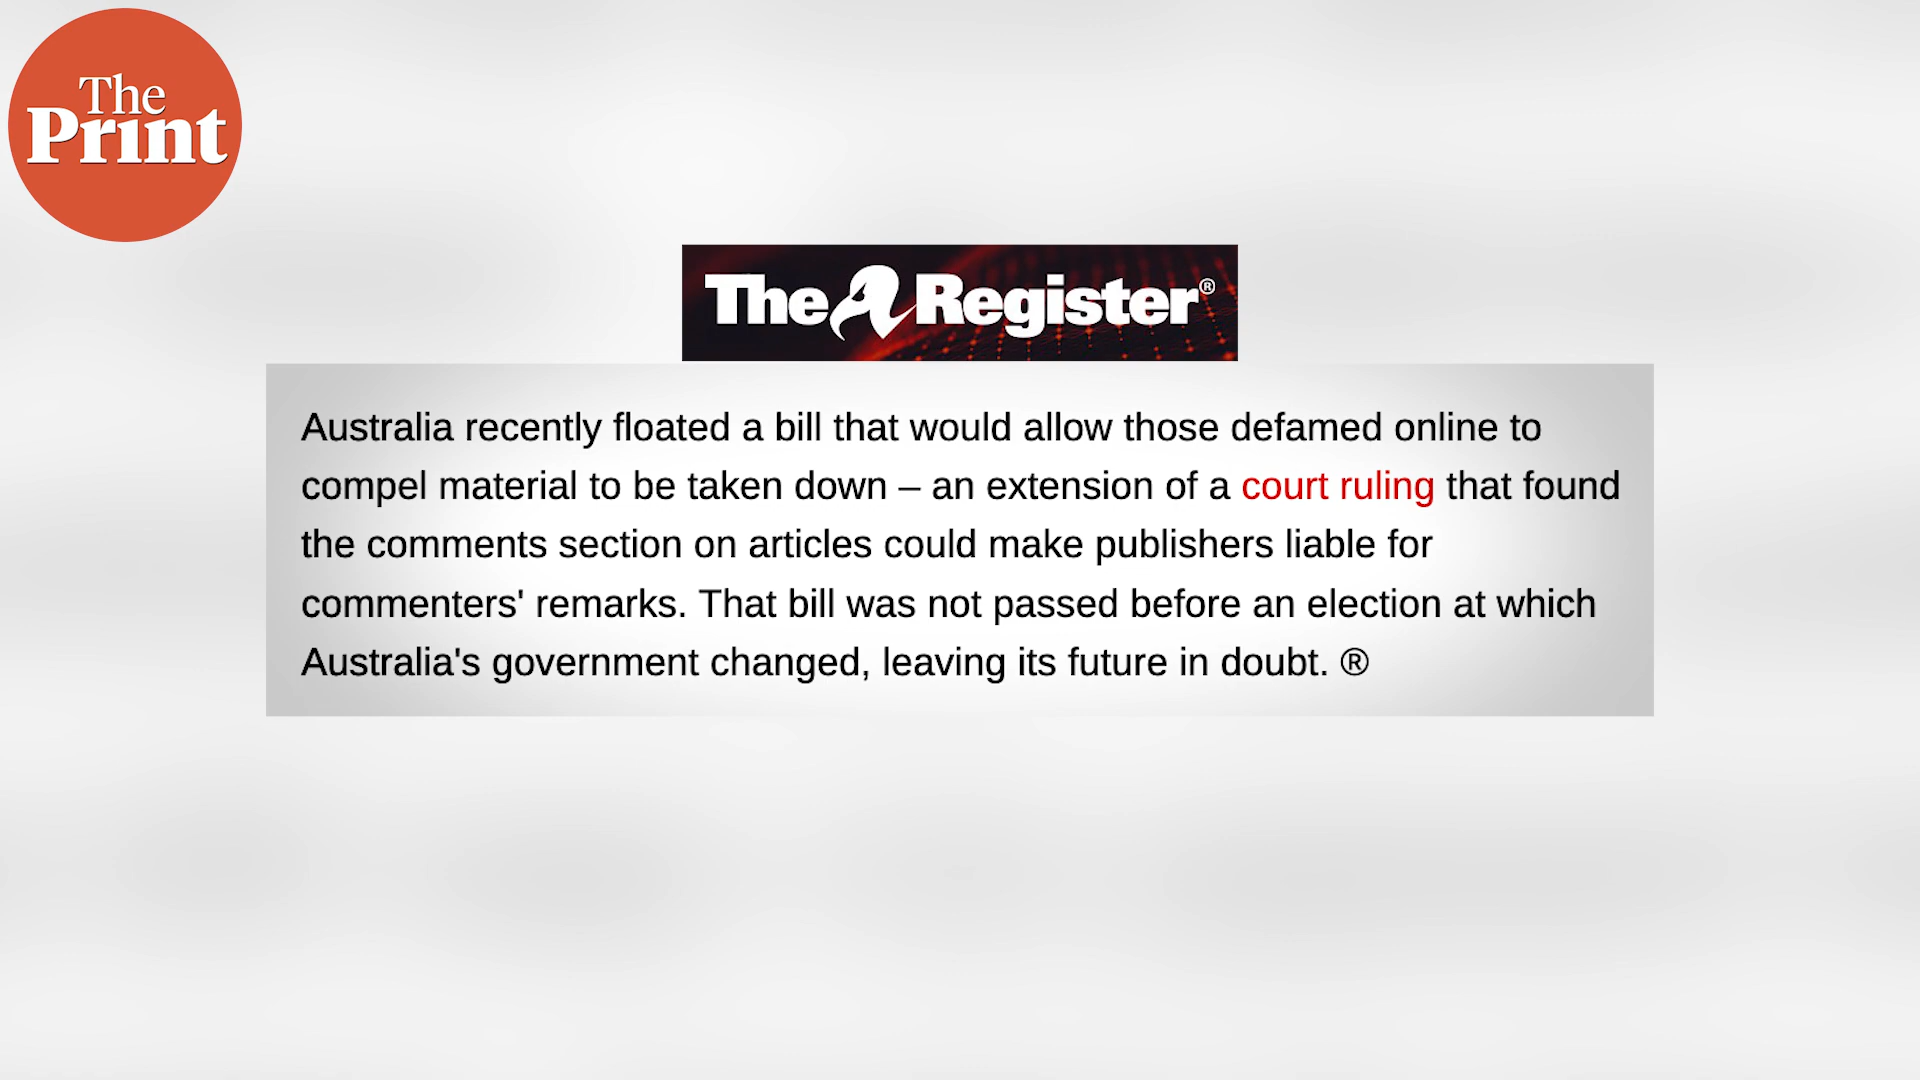 The
Print
The Register®
Australia recently floated a bill that would allow those defamed online to
compel material to be taken down – an extension of a court ruling that found
the comments section on articles could make publishers liable for
commenters' remarks. That bill was not passed before an election at which
Australia's government changed, leaving its future in doubt. ®